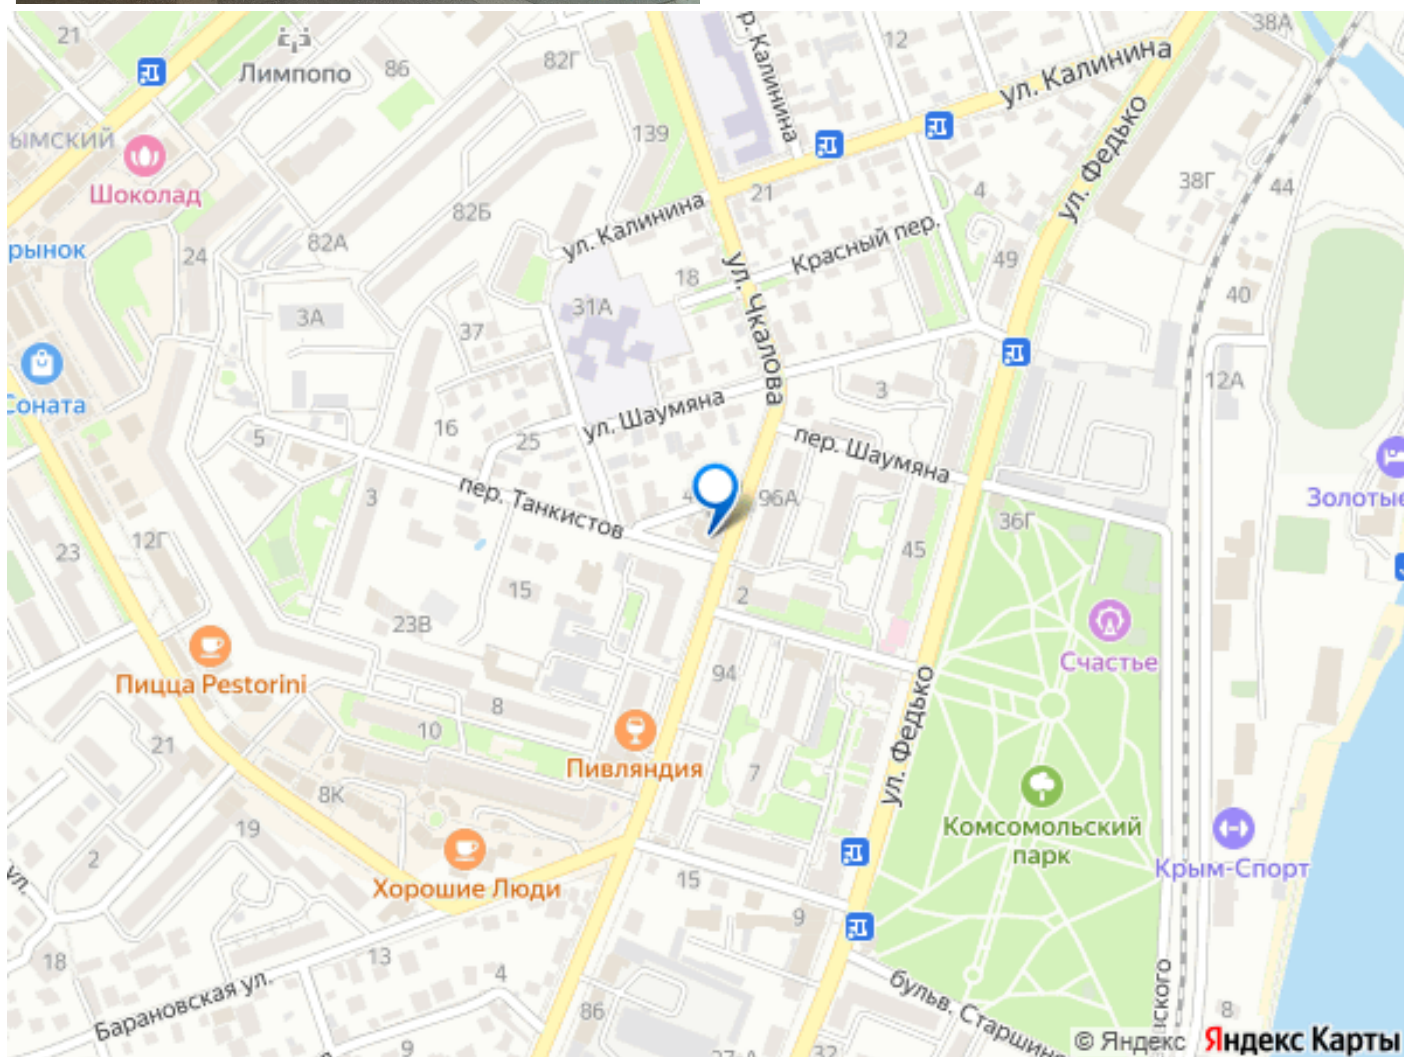 21
Лимпопо
86
82Г
12
р. Калинина
ул. Калинина
38А
ымский
Шоколад
139
82Б
21
4
ул. Федько
38Г
44
рынок
24
82А
ул. Калинина
18
ул. Чкалова
Красный пер.
49
40
3А
37
31А
Соната
12А
16
25
ул. Шаумяна
3
5
пер. Танкистов
3
4
96А
пер. Шаумяна
Золотые
23
12Г
15
23В
2
45
36Г
Счастье
Пицца Pestorini
8
10
94
ул. Федько
21
Пивляндия
7
8К
Комсомольский
парк
Крым-Спорт
19
2
ул.
Хорошие Люди
15
9
18
Барановская ул.
13
4
86
бульв. Старшин
8
9
27-А
32
© Яндекс
Яндекс Карты